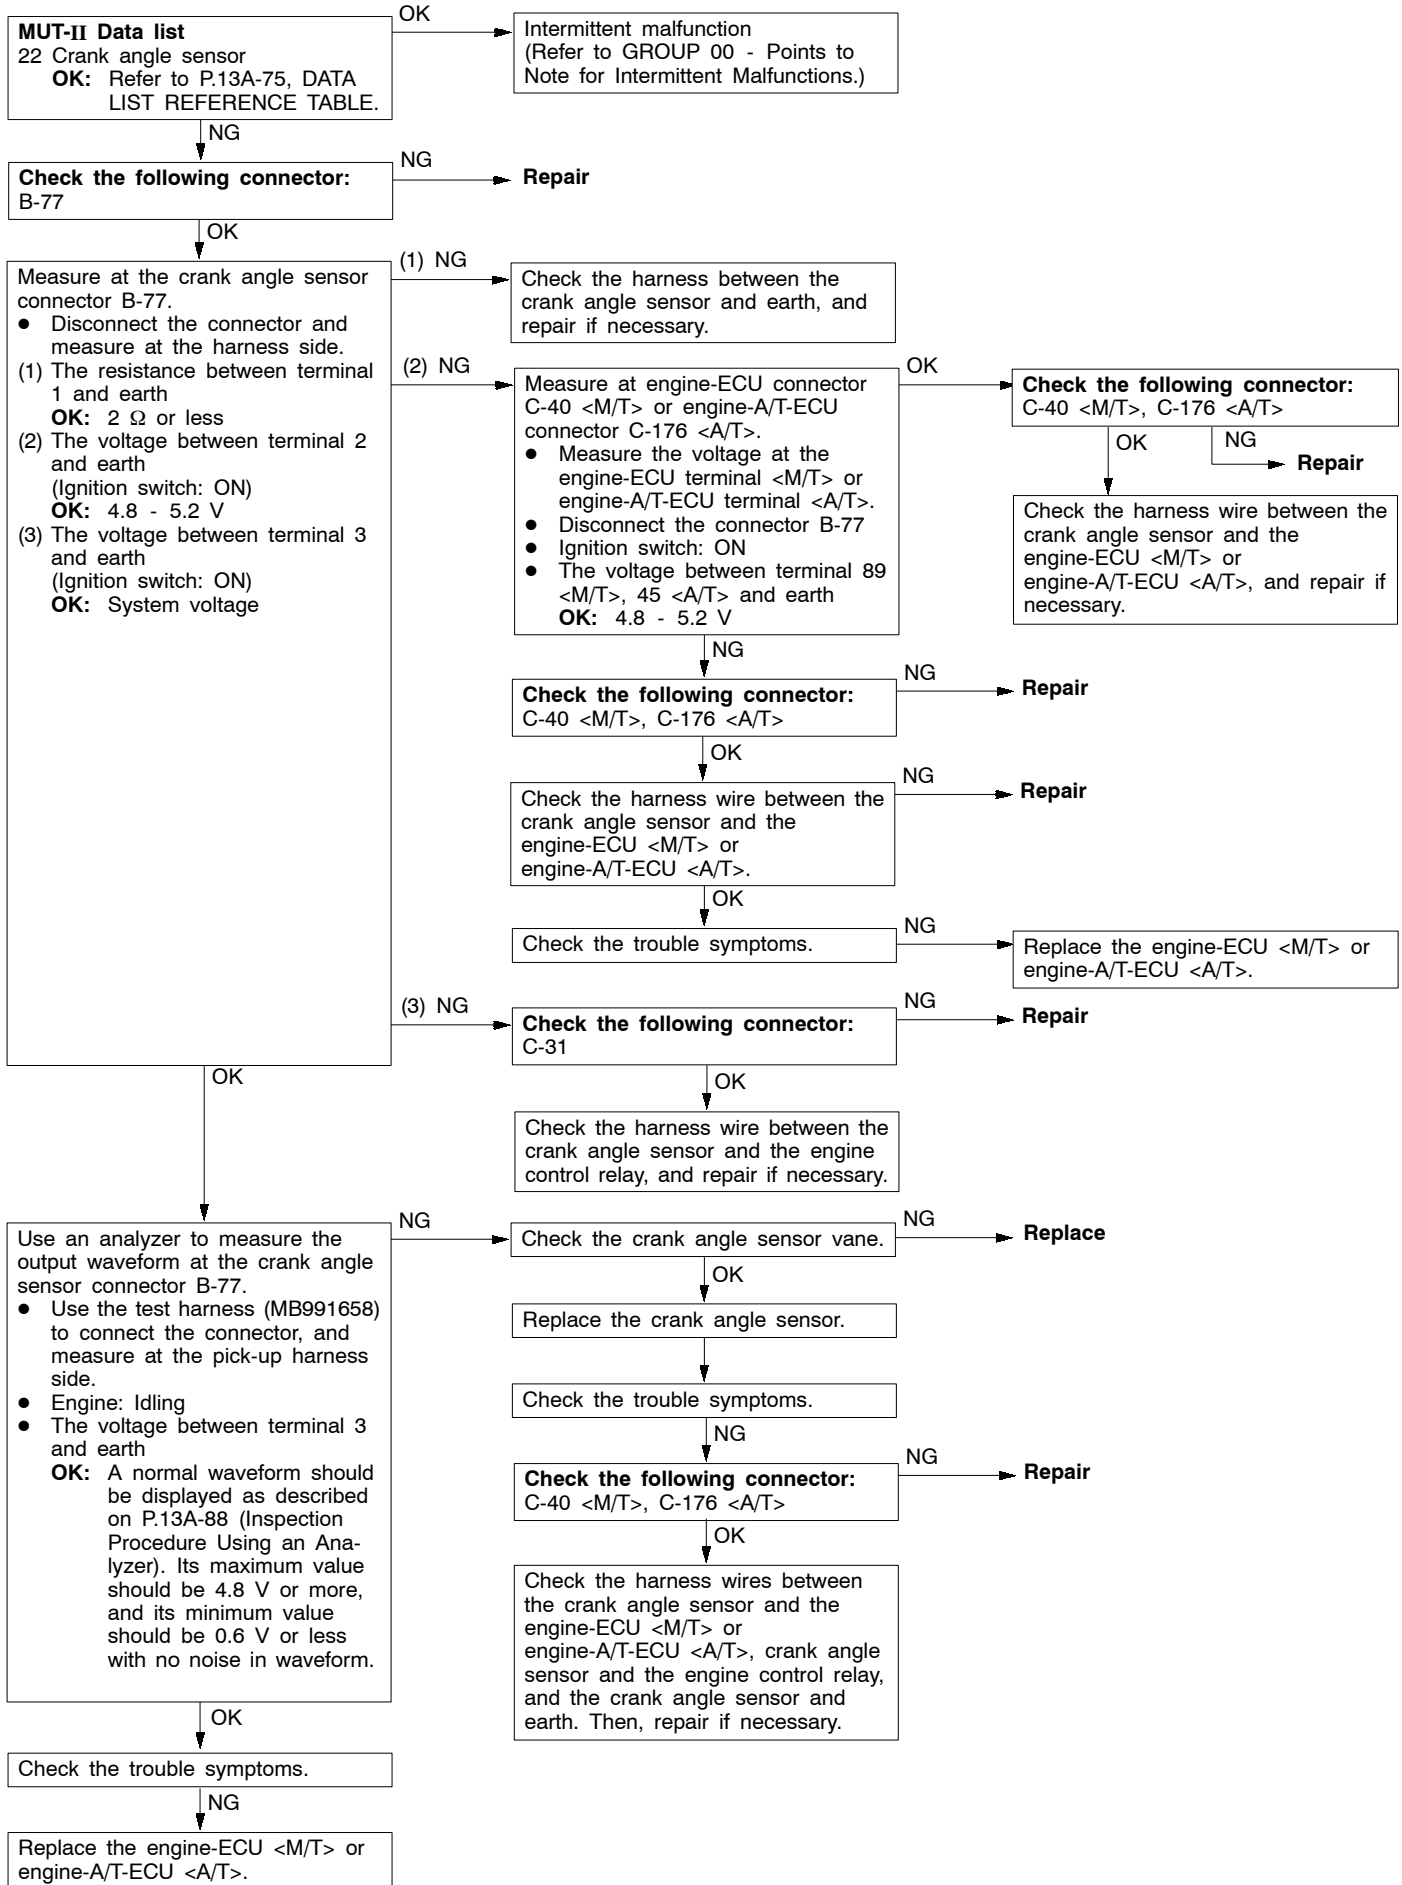 MUT-II Data list
22 Crank angle sensor
OK: Refer to P.13A-75, DATA
LIST REFERENCE TABLE.
OK
Intermittent malfunction
(Refer to GROUP 00 - Points to
Note for Intermittent Malfunctions.)
NG
Check the following connector:
B-77
NG
Repair
OK
Measure at the crank angle sensor
connector B-77.
● Disconnect the connector and
measure at the harness side.
(1) The resistance between terminal
1 and earth
OK: 2 Ω or less
(2) The voltage between terminal 2
and earth
(Ignition switch: ON)
OK: 4.8 - 5.2 V
(3) The voltage between terminal 3
and earth
(Ignition switch: ON)
OK: System voltage
(1) NG
Check the harness between the
crank angle sensor and earth, and
repair if necessary.
(2) NG
Measure at engine-ECU connector
C-40 <M/T> or engine-A/T-ECU
connector C-176 <A/T>.
● Measure the voltage at the
engine-ECU terminal <M/T> or
engine-A/T-ECU terminal <A/T>.
● Disconnect the connector B-77
● Ignition switch: ON
● The voltage between terminal 89
<M/T>, 45 <A/T> and earth
OK: 4.8 - 5.2 V
OK
Check the following connector:
C-40 <M/T>, C-176 <A/T>
OK
NG
Repair
Check the harness wire between the
crank angle sensor and the
engine-ECU <M/T> or
engine-A/T-ECU <A/T>, and repair if
necessary.
NG
Check the following connector:
C-40 <M/T>, C-176 <A/T>
NG
Repair
OK
Check the harness wire between the
crank angle sensor and the
engine-ECU <M/T> or
engine-A/T-ECU <A/T>.
NG
Repair
OK
Check the trouble symptoms.
NG
Replace the engine-ECU <M/T> or
engine-A/T-ECU <A/T>.
(3) NG
Check the following connector:
C-31
NG
Repair
OK
Check the harness wire between the
crank angle sensor and the engine
control relay, and repair if necessary.
OK
Use an analyzer to measure the
output waveform at the crank angle
sensor connector B-77.
● Use the test harness (MB991658)
to connect the connector, and
measure at the pick-up harness
side.
● Engine: Idling
● The voltage between terminal 3
and earth
OK: A normal waveform should
be displayed as described
on P.13A-88 (Inspection
Procedure Using an Ana-
lyzer). Its maximum value
should be 4.8 V or more,
and its minimum value
should be 0.6 V or less
with no noise in waveform.
NG
Check the crank angle sensor vane.
NG
Replace
OK
Replace the crank angle sensor.
Check the trouble symptoms.
NG
Check the following connector:
C-40 <M/T>, C-176 <A/T>
NG
Repair
OK
Check the harness wires between
the crank angle sensor and the
engine-ECU <M/T> or
engine-A/T-ECU <A/T>, crank angle
sensor and the engine control relay,
and the crank angle sensor and
earth. Then, repair if necessary.
OK
Check the trouble symptoms.
NG
Replace the engine-ECU <M/T> or
engine-A/T-ECU <A/T>.